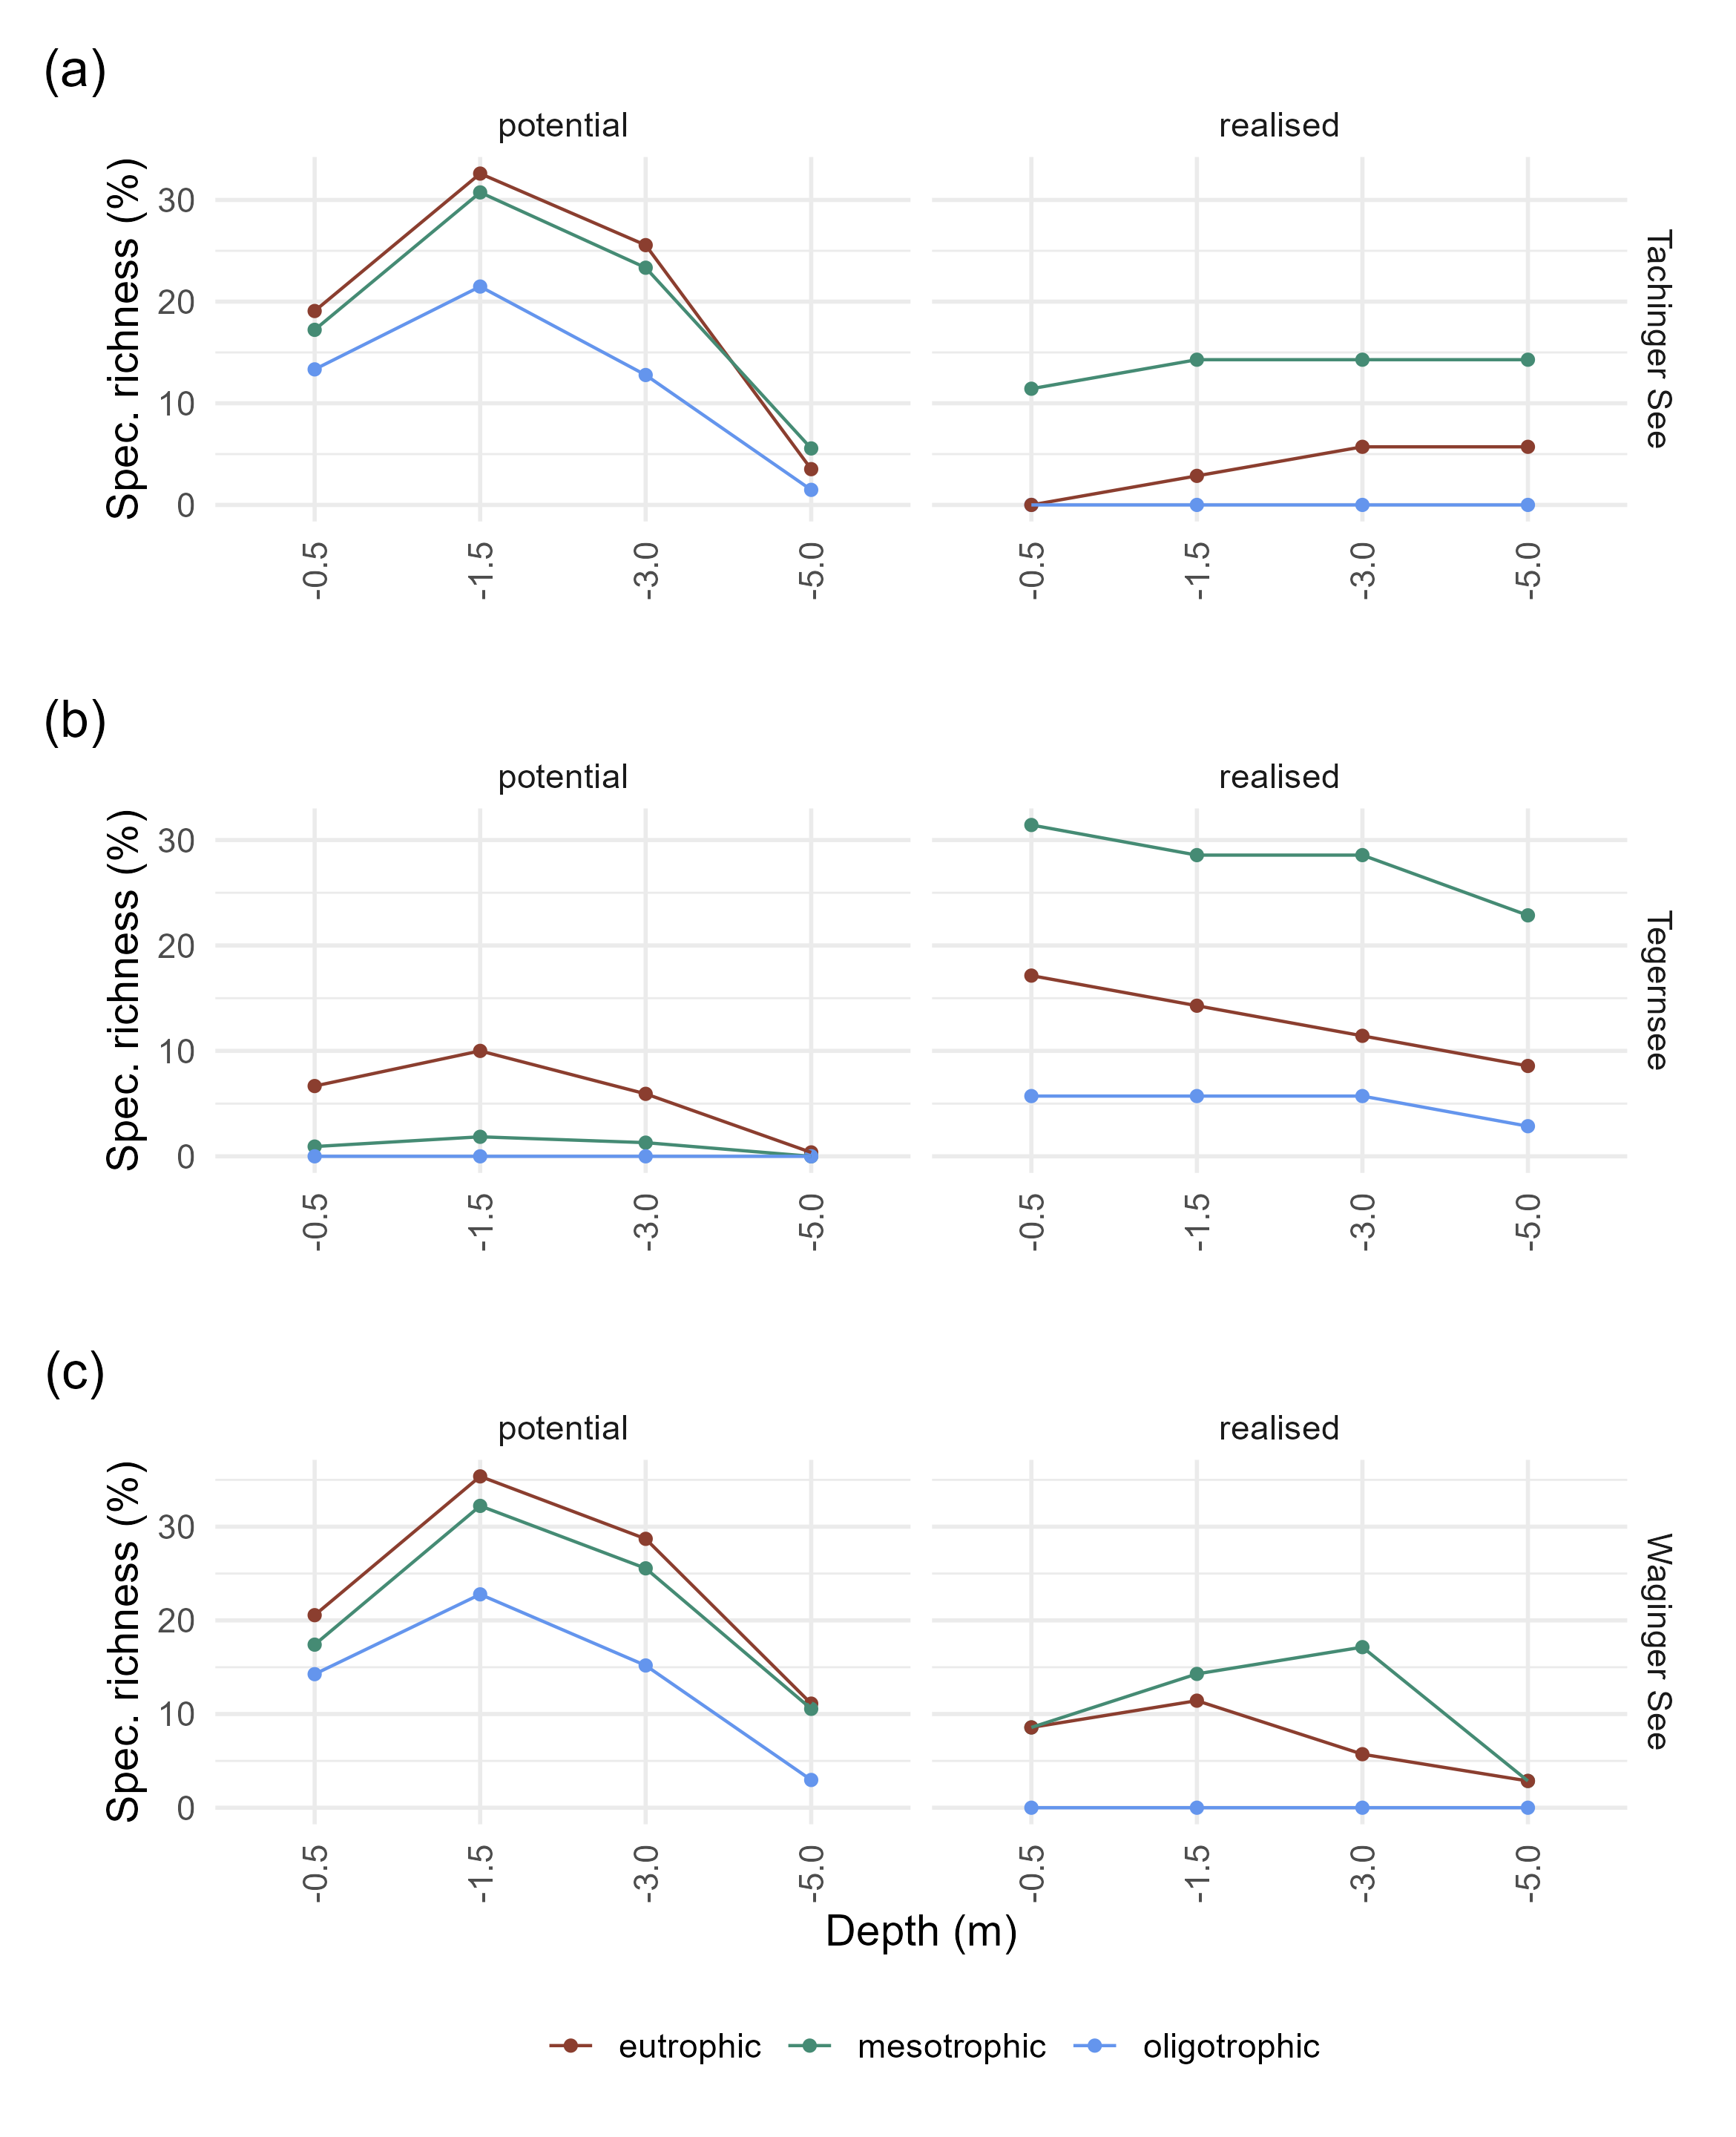 (a)
potential
realised
Spec. richness (%)
30
20
10
0
-0.5
-1.5
-3.0
-5.0
-0.5
-1.5
-3.0
-5.0
Tachinger See
(b)
potential
realised
Spec. richness (%)
30
20
10
0
-0.5
-1.5
-3.0
-5.0
-0.5
-1.5
-3.0
-5.0
Tegernsee
(c)
potential
realised
Spec. richness (%)
30
20
10
0
-0.5
-1.5
-3.0
-5.0
-0.5
-1.5
-3.0
-5.0
Waginger See
Depth (m)
eutrophic
mesotrophic
oligotrophic